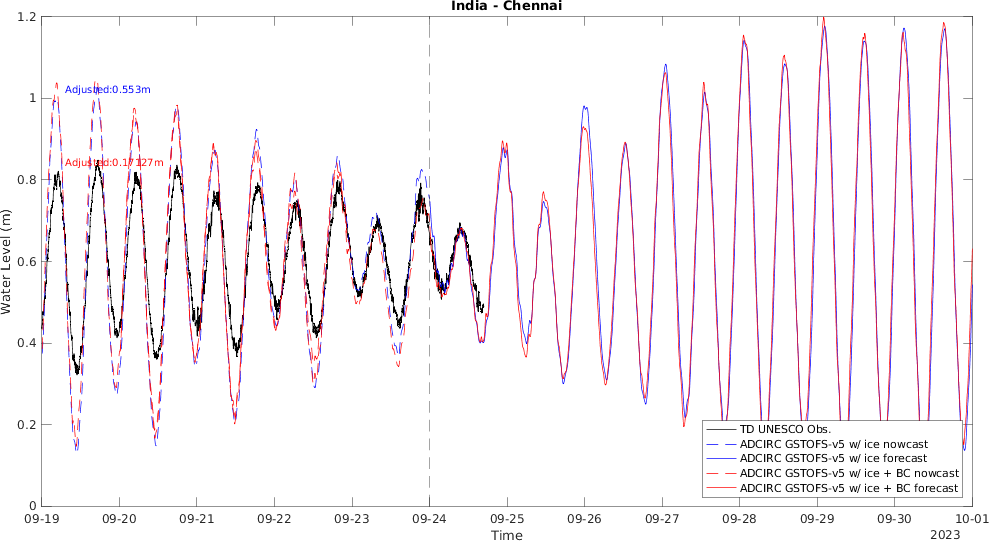 India - Chennai
Water Level (m)
1.2
1
0.8
0.6
0.4
0.2
0
Adjusted:0.553m
Adjusted:0.17127m
TD UNESCO Obs.
ADCIRC GSTOFS-v5 w/ ice nowcast
ADCIRC GSTOFS-v5 w/ ice forecast
ADCIRC GSTOFS-v5 w/ ice + BC nowcast
ADCIRC GSTOFS-v5 w/ ice + BC forecast
09-19 09-20 09-21 09-22 09-23 09-24 09-25 09-26 09-27 09-28 09-29 09-30 10-01
Time
2023